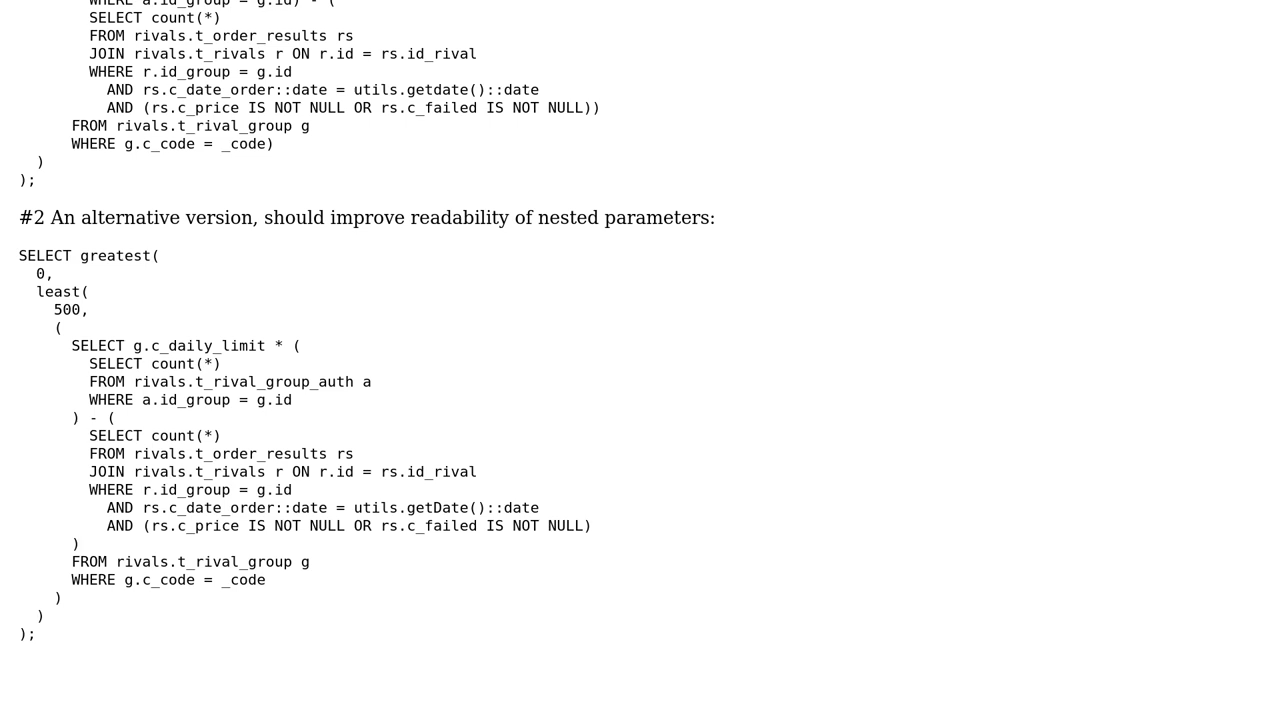 WHERE a.id_group = g.id) - (
SELECT count(*)
FROM rivals.t_order_results rs
JOIN rivals.t_rivals r ON r.id = rs.id_rival
WHERE r.id_group = g.id
AND rs.c_date_order::date = utils.getdate()::date
AND (rs.c_price IS NOT NULL OR rs.c_failed IS NOT NULL))
FROM rivals.t_rival_group g
WHERE g.c_code = _code)
)
);
#2 An alternative version, should improve readability of nested parameters:
SELECT greatest(
0,
least(
500,
(
SELECT g.c_daily_limit * (
SELECT count(*)
FROM rivals.t_rival_group_auth a
WHERE a.id_group = g.id
) - (
SELECT count(*)
FROM rivals.t_order_results rs
JOIN rivals.t_rivals r ON r.id = rs.id_rival
WHERE r.id_group = g.id
AND rs.c_date_order::date = utils.getDate()::date
AND (rs.c_price IS NOT NULL OR rs.c_failed IS NOT NULL)
)
FROM rivals.t_rival_group g
WHERE g.c_code = _code
)
)
);